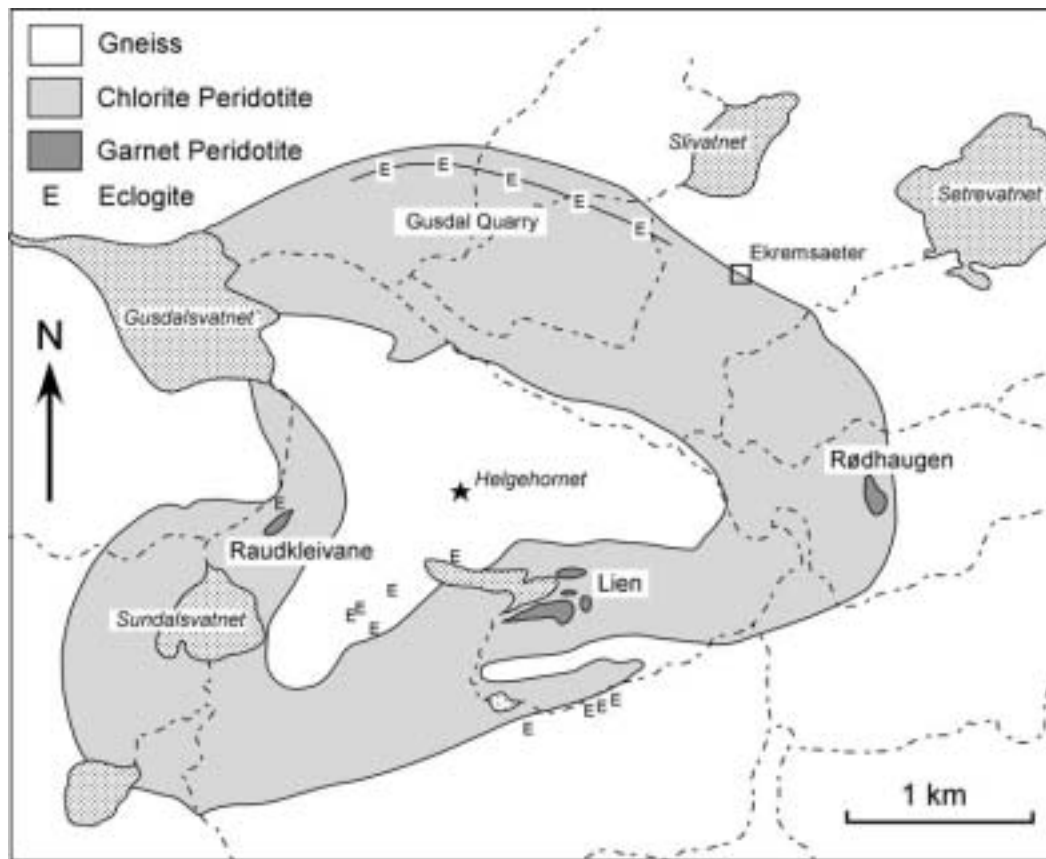 Gneiss
Chlorite Peridotite
Garnet Peridotite
E Eclogite
Slivatnet
Setrevatnet
E
E
E
E
E
Gusdal Quarry
Ekremsaeter
Gusdalsvatnet
N
Rødhaugen
Helgehornet
E
Raudkleivane
E
Lien
E
E
E
E
Sundalsvatnet
E
E
E
E
1 km